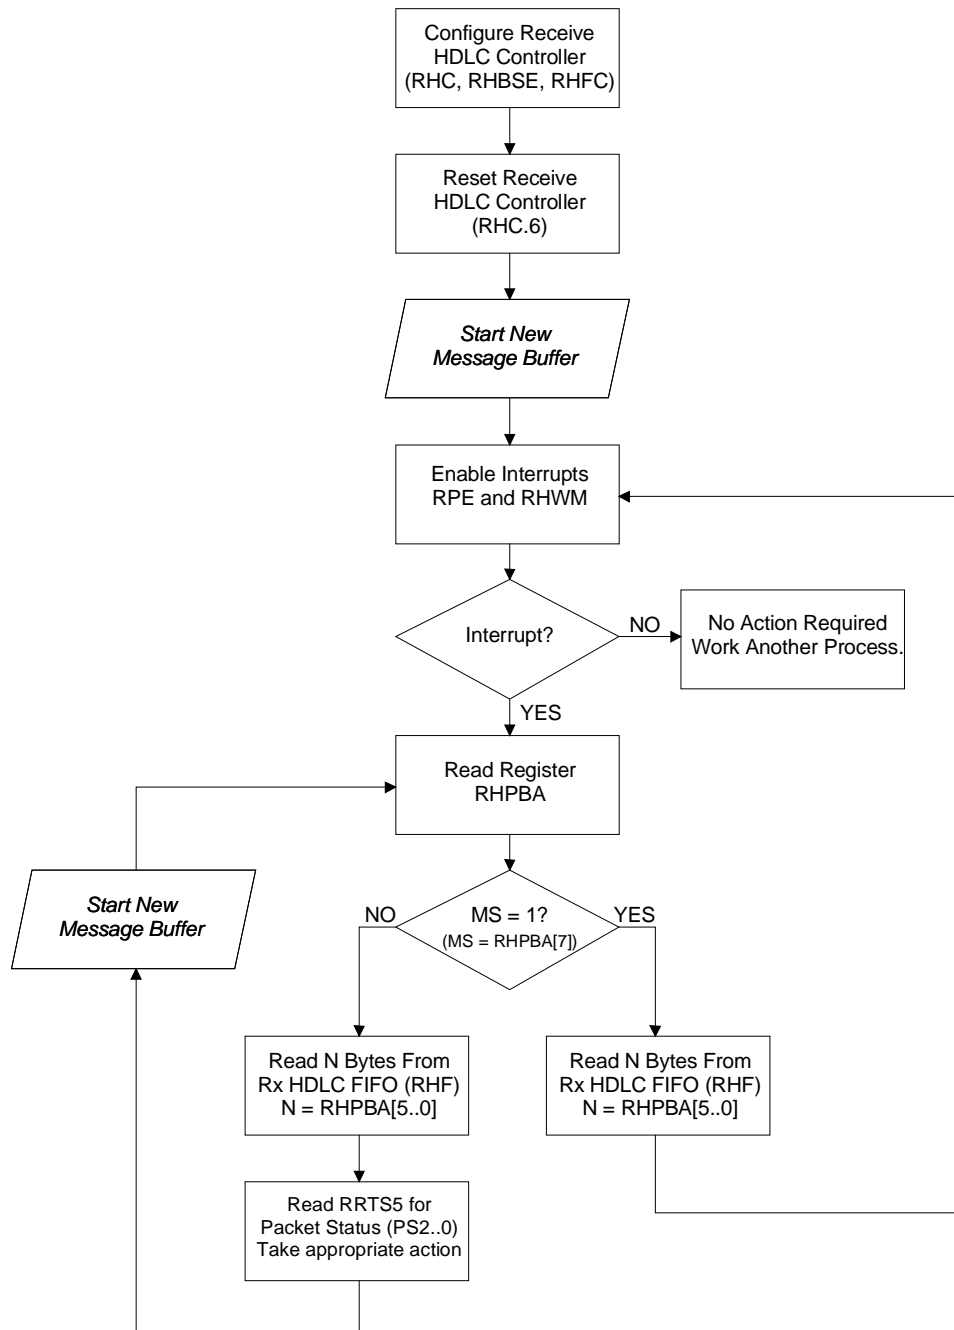 Configure Receive
HDLC Controller
(RHC, RHBSE, RHFC)
Reset Receive
HDLC Controller
(RHC.6)
Start New
Message Buffer
Enable Interrupts
RPE and RHWM
Interrupt?
NO
No Action Required
Work Another Process.
YES
Read Register
RHPBA
Start New
Message Buffer
NO
MS = 1?
(MS = RHPBA[7])
YES
Read N Bytes From
Rx HDLC FIFO (RHF)
N = RHPBA[5..0]
Read N Bytes From
Rx HDLC FIFO (RHF)
N = RHPBA[5..0]
Read RRTS5 for
Packet Status (PS2..0)
Take appropriate action